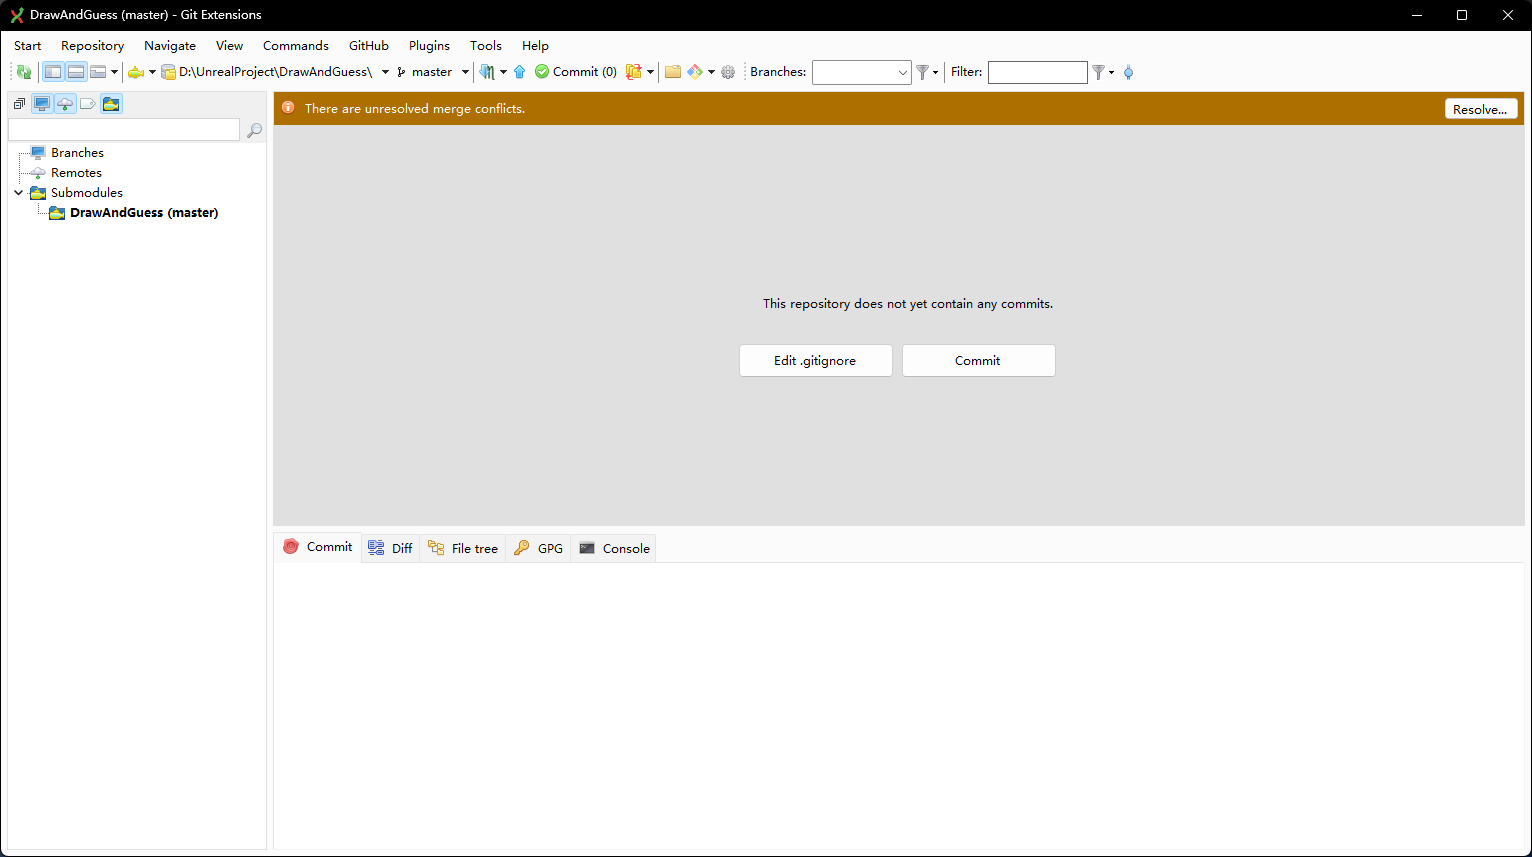 DrawAndGuess (master) - Git Extensions
Start Repository Navigate View Commands GitHub Plugins Tools Help
D:\UnrealProject\DrawAndGuess\ master Commit (0) Branches: Filter:
There are unresolved merge conflicts. Resolve...
Branches
Remotes
Submodules
DrawAndGuess (master)
This repository does not yet contain any commits.
Edit .gitignore Commit
Commit Diff File tree GPG Console